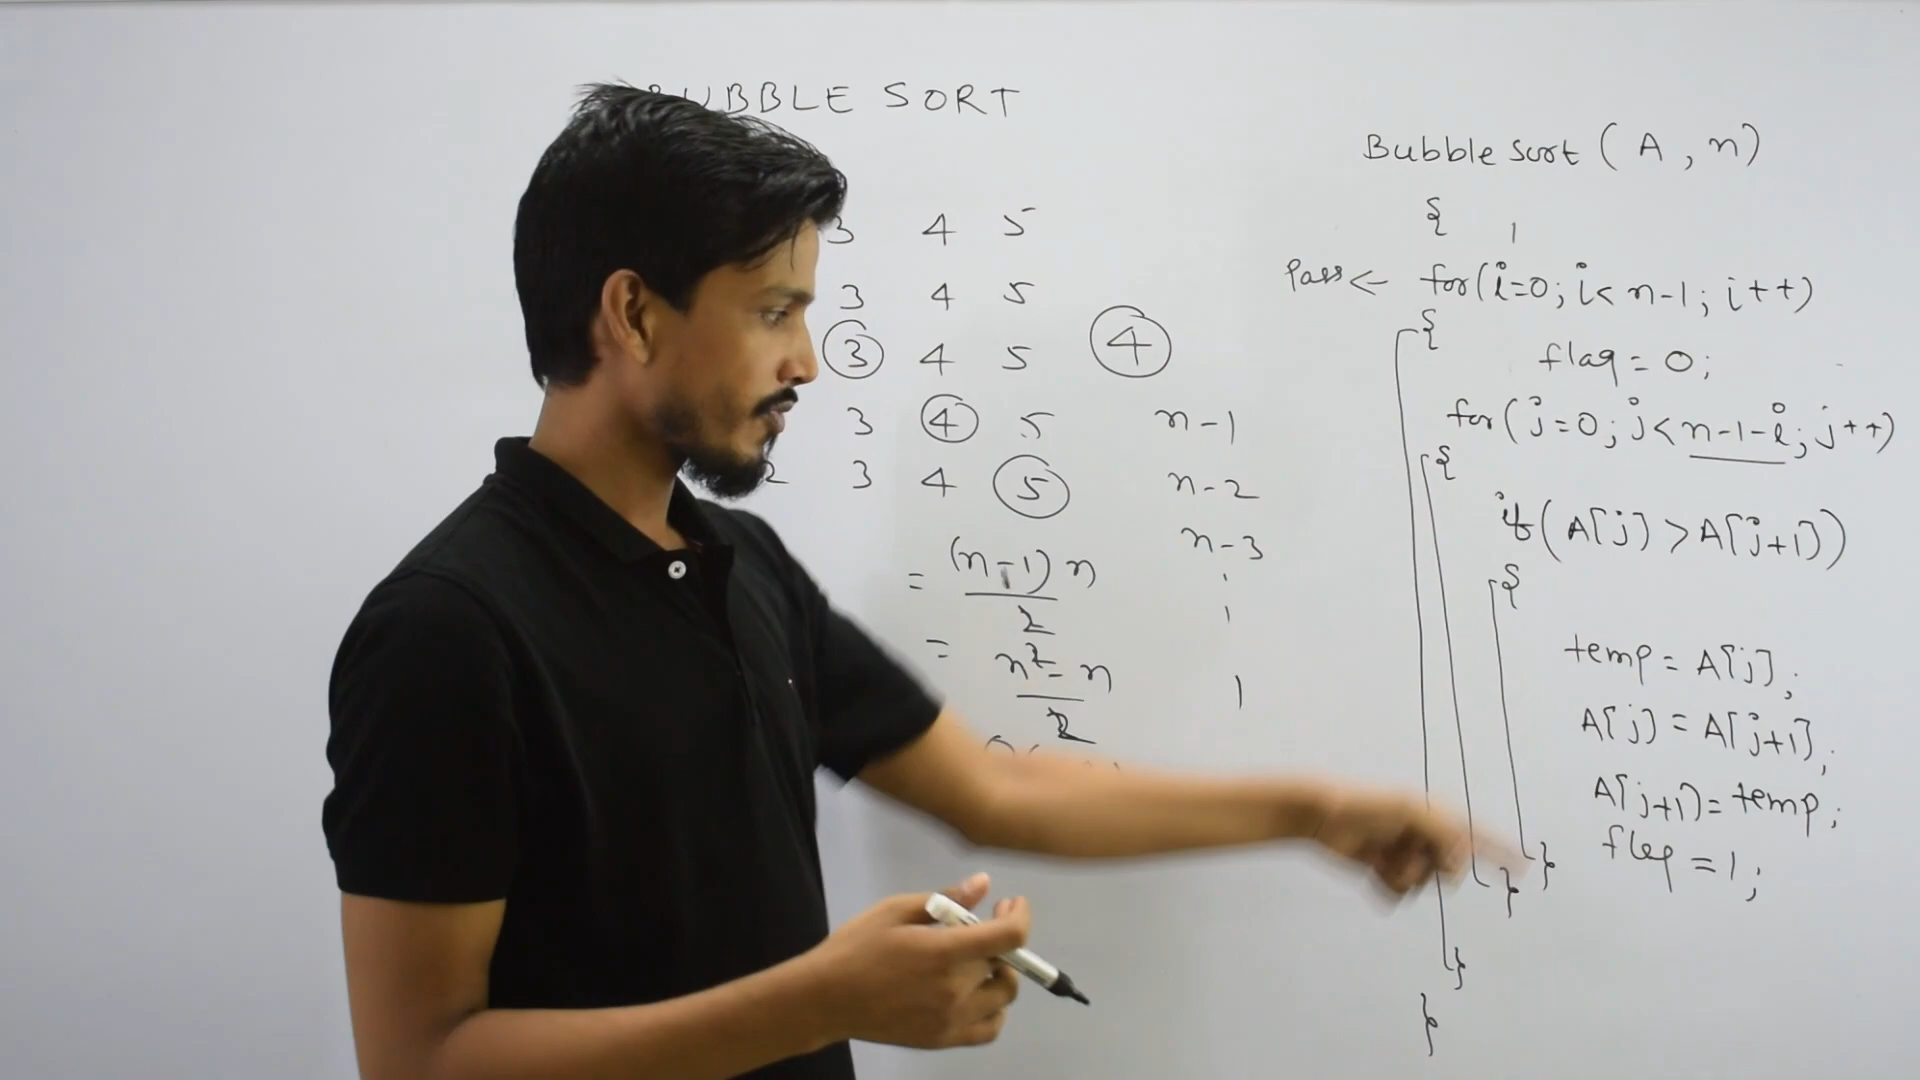 BUBBLE SORT
3 4 5
3 4 5
3 4 5 4
3 4 5 n-1
2 3 4 5 n-2
n-3
= (n-1) n
2
= n² - n
2
1
Bubble sort (A, n)
{ 1
Pass ← for(i=0; i< n-1; i++)
{
flag = 0;
for(j=0; j< n-1-i; j++)
{
if(A[j] > A[j+1])
{
temp = A[j];
A[j] = A[j+1];
A[j+1] = temp;
flag = 1;
}
}
}
}